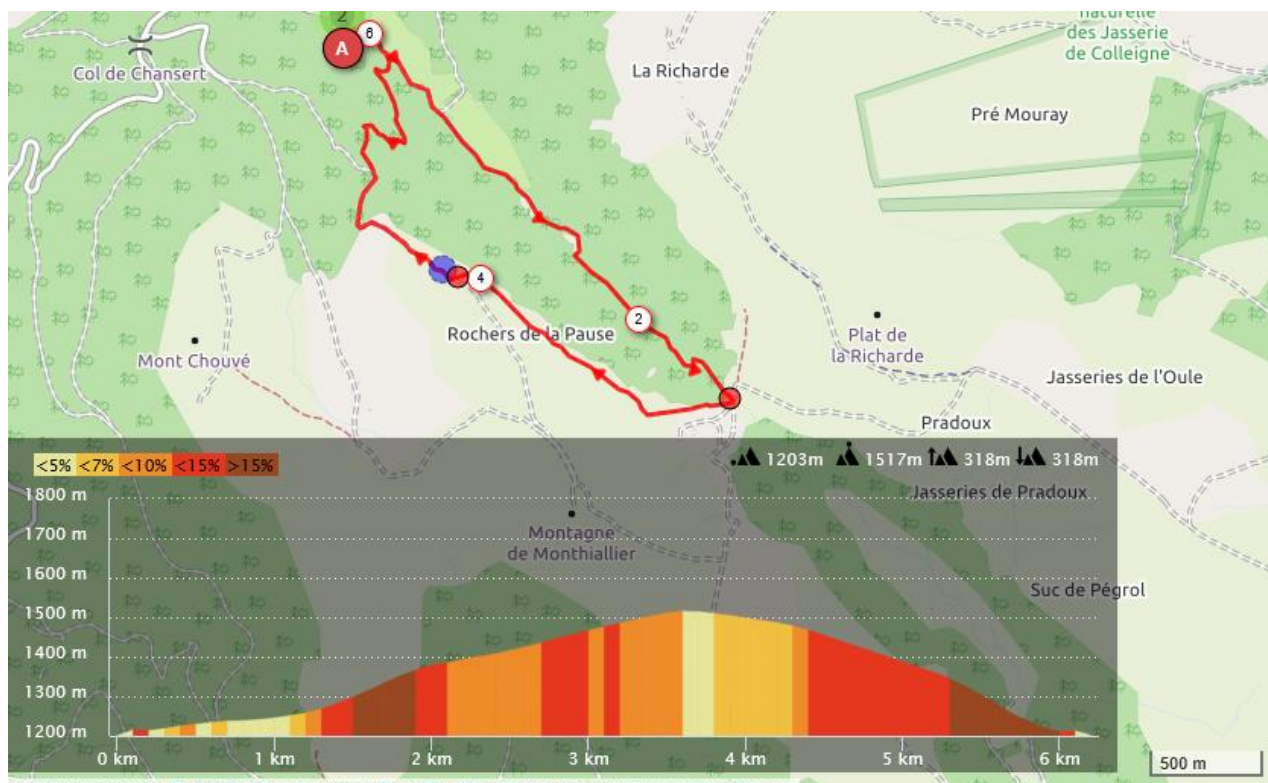 2
6
A
naturelle
des Jasserie
de Colleigne
Col de Chansert
La Richarde
Pré Mouray
4
2
Rochers de la Pause
Plat de
la Richarde
Mont Chouvé
Jasseries de l'Oule
Pradoux
<5% <7% <10% <15% >15%
1203m 1517m 318m 318m
Jasseries de Pradoux
1800 m
1700 m
Montagne
de Monthiallier
1600 m
Suc de Pégrol
1500 m
1400 m
1300 m
1200 m
0 km 1 km 2 km 3 km 4 km 5 km 6 km
500 m